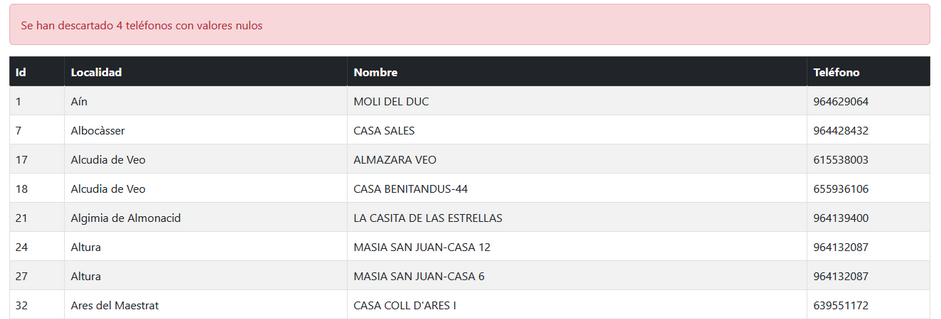 Se han descartado 4 teléfonos con valores nulos
Id Localidad Nombre Teléfono
1 Aín MOLI DEL DUC 964629064
7 Albocàsser CASA SALES 964428432
17 Alcudia de Veo ALMAZARA VEO 615538003
18 Alcudia de Veo CASA BENITANDUS-44 655936106
21 Algimia de Almonacid LA CASITA DE LAS ESTRELLAS 964139400
24 Altura MASIA SAN JUAN-CASA 12 964132087
27 Altura MASIA SAN JUAN-CASA 6 964132087
32 Ares del Maestrat CASA COLL D'ARES I 639551172